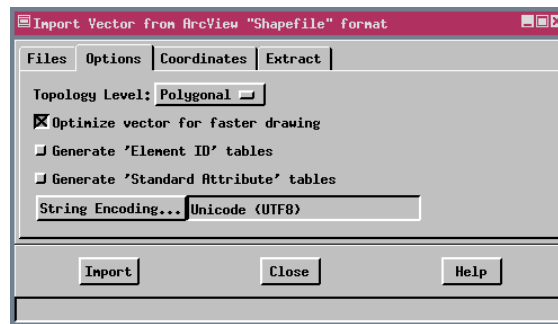 Import Vector from ArcView "Shapefile" format
Files Options Coordinates Extract
Topology Level: Polygonal
Optimize vector for faster drawing
Generate 'Element ID' tables
Generate 'Standard Attribute' tables
String Encoding... Unicode (UTF8)
Import Close Help